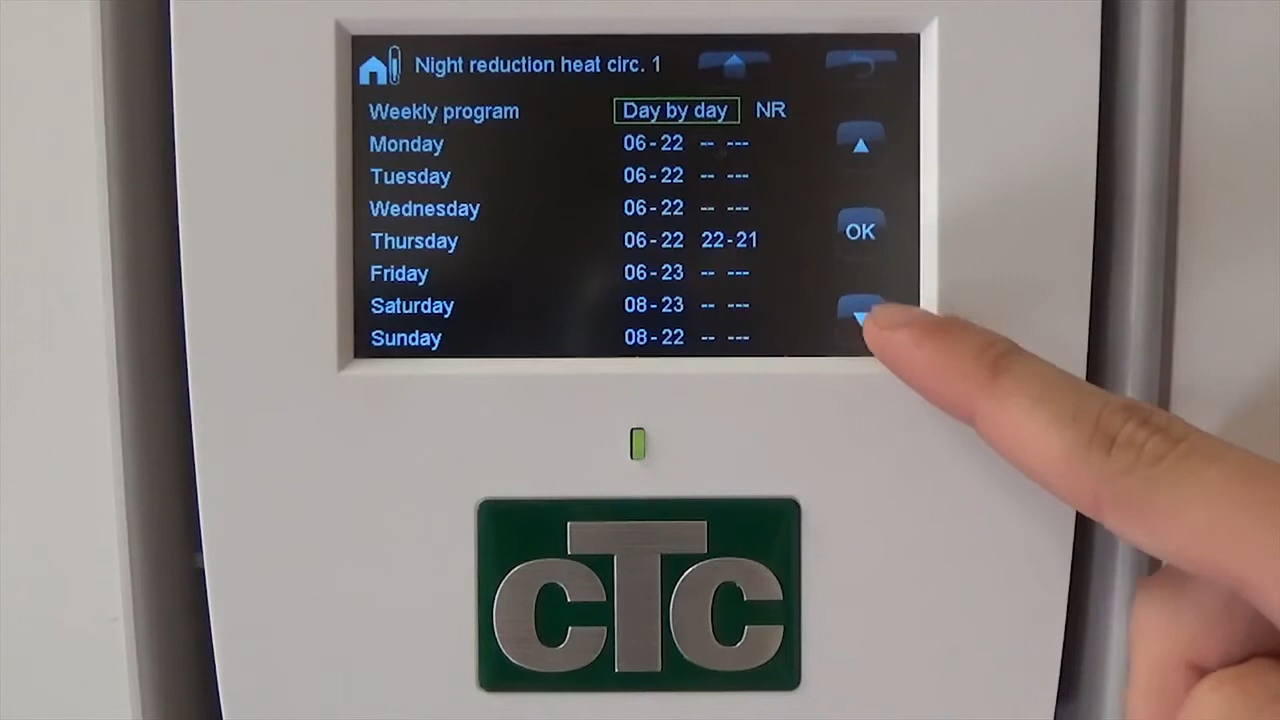 Night reduction heat circ. 1
Weekly program Day by day NR
Monday 06-22 -- ---
Tuesday 06-22 -- ---
Wednesday 06-22 -- ---
Thursday 06-22 22-21
OK
Friday 06-23 -- ---
Saturday 08-23 -- ---
Sunday 08-22 -- ---
cTc